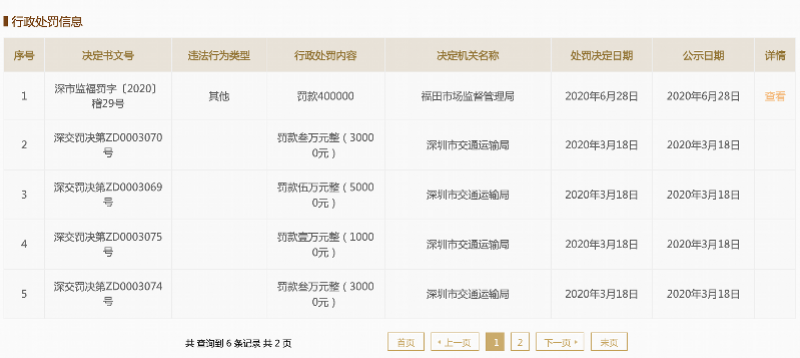 行政处罚信息
序号 决定书文号 违法行为类型 行政处罚内容 决定机关名称 处罚决定日期 公示日期 详情
1 深市监福罚字〔2020〕稽29号 其他 罚款400000 福田市场监督管理局 2020年6月28日 2020年6月28日 查看
2 深交罚决第ZD0003070号 罚款叁万元整（30000元） 深圳市交通运输局 2020年3月18日 2020年3月18日
3 深交罚决第ZD0003069号 罚款伍万元整（50000元） 深圳市交通运输局 2020年3月18日 2020年3月18日
4 深交罚决第ZD0003075号 罚款壹万元整（10000元） 深圳市交通运输局 2020年3月18日 2020年3月18日
5 深交罚决第ZD0003074号 罚款叁万元整（30000元） 深圳市交通运输局 2020年3月18日 2020年3月18日
共 查询到 6 条记录 共 2 页 首页 上一页 1 2 下一页 末页